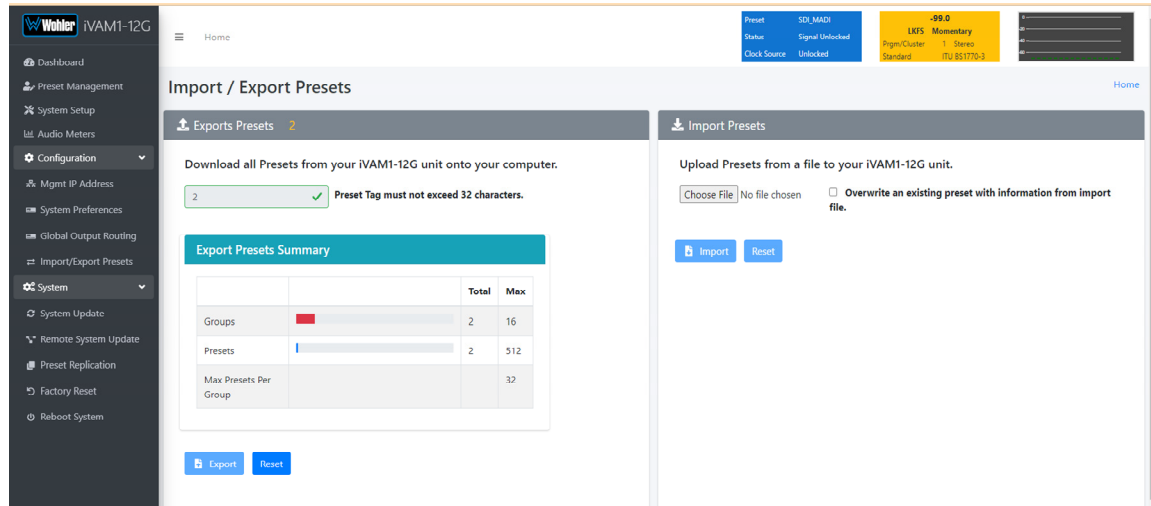 Wohler iVAM1-12G
Dashboard
Preset Management
System Setup
Audio Meters
Configuration
Mgmt IP Address
System Preferences
Global Output Routing
Import/Export Presets
System
System Update
Remote System Update
Preset Replication
Factory Reset
Reboot System
Home
Preset SDI_MADI
Status Signal Unlocked
Clock Source Unlocked
-99.0
LKFS Momentary
Prgm/Cluster 1 Stereo
Standard ITU BS1770-3
Import / Export Presets
Home
Exports Presets 2
Download all Presets from your iVAM1-12G unit onto your computer.
2
Preset Tag must not exceed 32 characters.
Export Presets Summary
Total Max
Groups 2 16
Presets 2 512
Max Presets Per
Group
32
Export Reset
Import Presets
Upload Presets from a file to your iVAM1-12G unit.
Choose File No file chosen
Overwrite an existing preset with information from import
file.
Import Reset